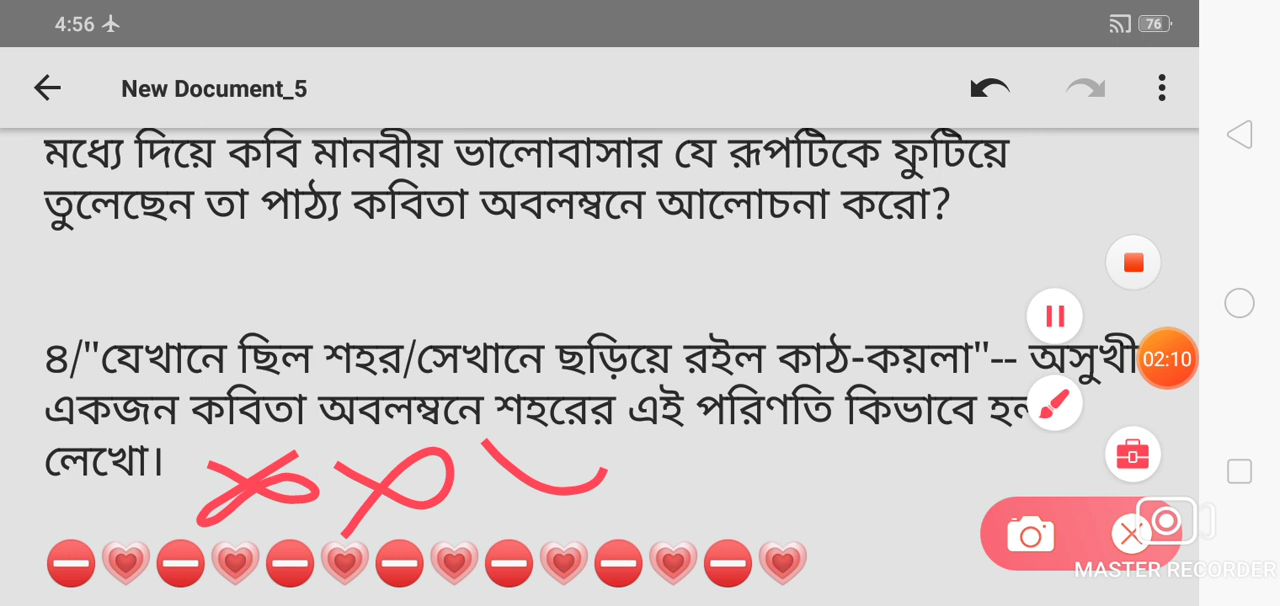 4:56
76
New Document_5
মধ্যে দিয়ে কবি মানবীয় ভালোবাসার যে রূপটিকে ফুটিয়ে
তুলেছেন তা পাঠ্য কবিতা অবলম্বনে আলোচনা করো?
৪/"যেখানে ছিল শহর/সেখানে ছড়িয়ে রইল কাঠ-কয়লা"-- অসুখী
02:10
একজন কবিতা অবলম্বনে শহরের এই পরিণতি কিভাবে
লেখো।
MASTER RECORDER